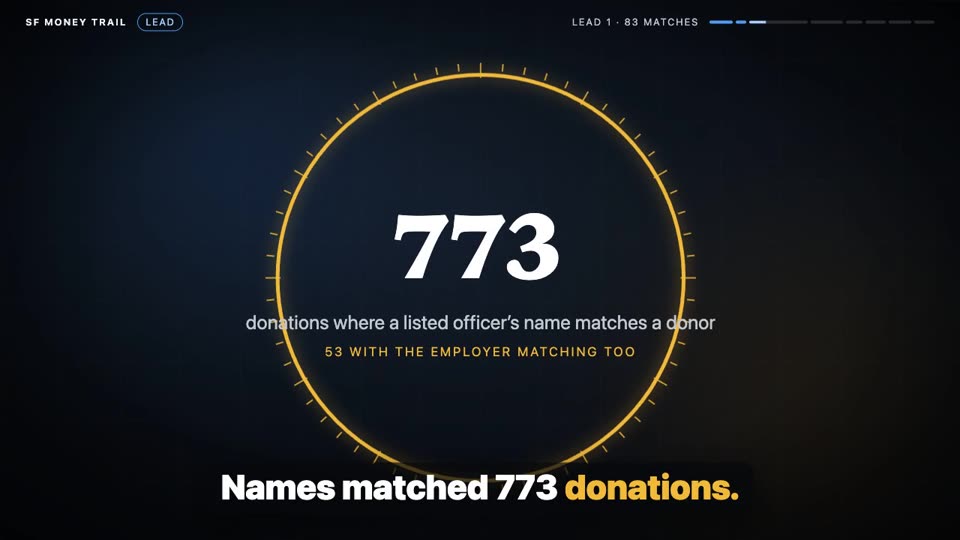 SF MONEY TRAIL LEAD
LEAD 1 · 83 MATCHES
773
donations where a listed officer’s name matches a donor
53 WITH THE EMPLOYER MATCHING TOO
Names matched 773 donations.